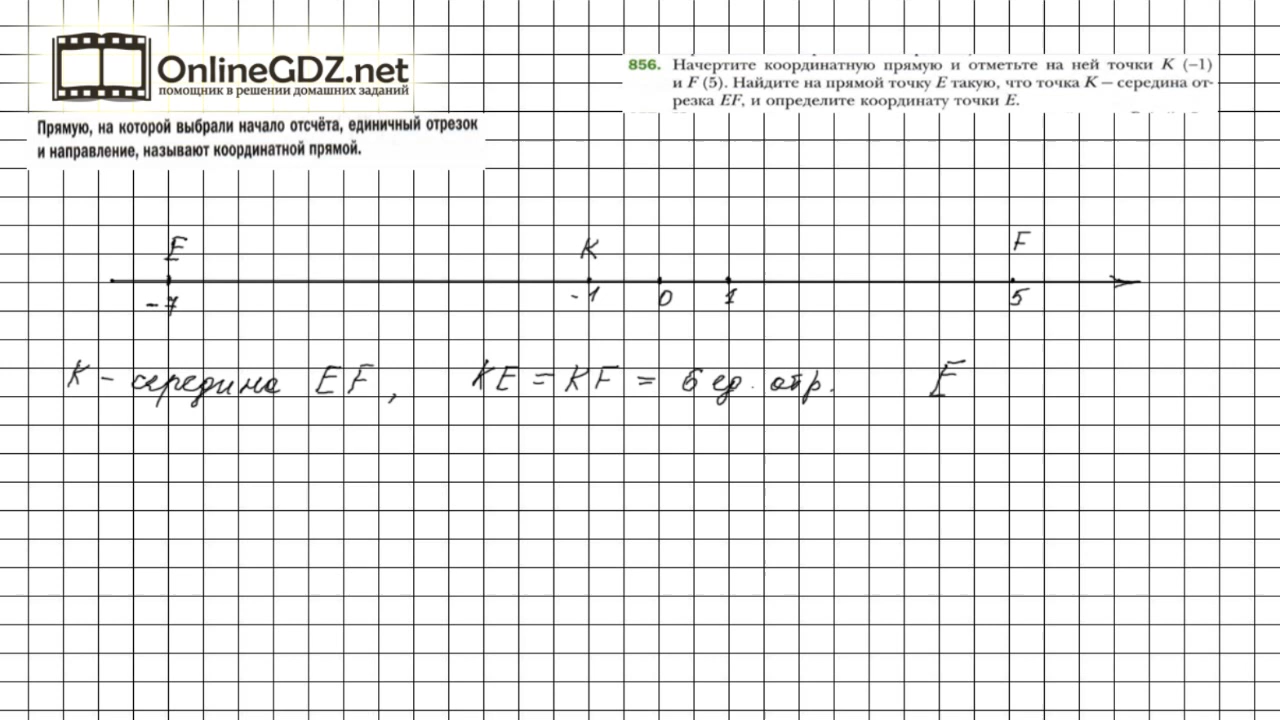 OnlineGDZ.net
помощник в решении домашних заданий
Прямую, на которой выбрали начало отсчёта, единичный отрезок
и направление, называют координатной прямой.
856. Начертите координатную прямую и отметьте на ней точки K (–1)
и F (5). Найдите на прямой точку E такую, что точка K — середина от-
резка EF, и определите координату точки E.
E K F
-7 -1 0 1 5
K - середина EF, KE = KF = 6 ед. отр. E